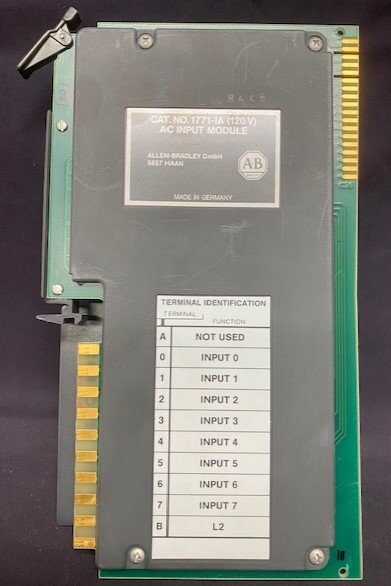 CAT. NO. 1771-IA (120 V)
AC INPUT MODULE
ALLEN-BRADLEY GmbH
5657 HAAN
AB
MADE IN GERMANY
TERMINAL IDENTIFICATION
TERMINAL
FUNCTION
A NOT USED
0 INPUT 0
1 INPUT 1
2 INPUT 2
3 INPUT 3
4 INPUT 4
5 INPUT 5
6 INPUT 6
7 INPUT 7
B L2